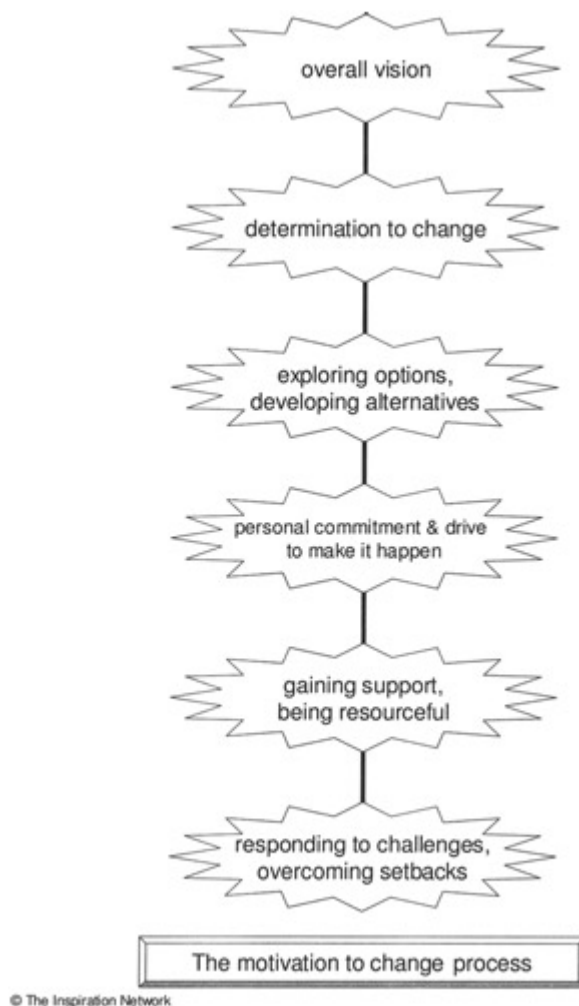 overall vision
determination to change
exploring options,
developing alternatives
personal commitment & drive
to make it happen
gaining support,
being resourceful
responding to challenges,
overcoming setbacks
The motivation to change process
© The Inspiration Network